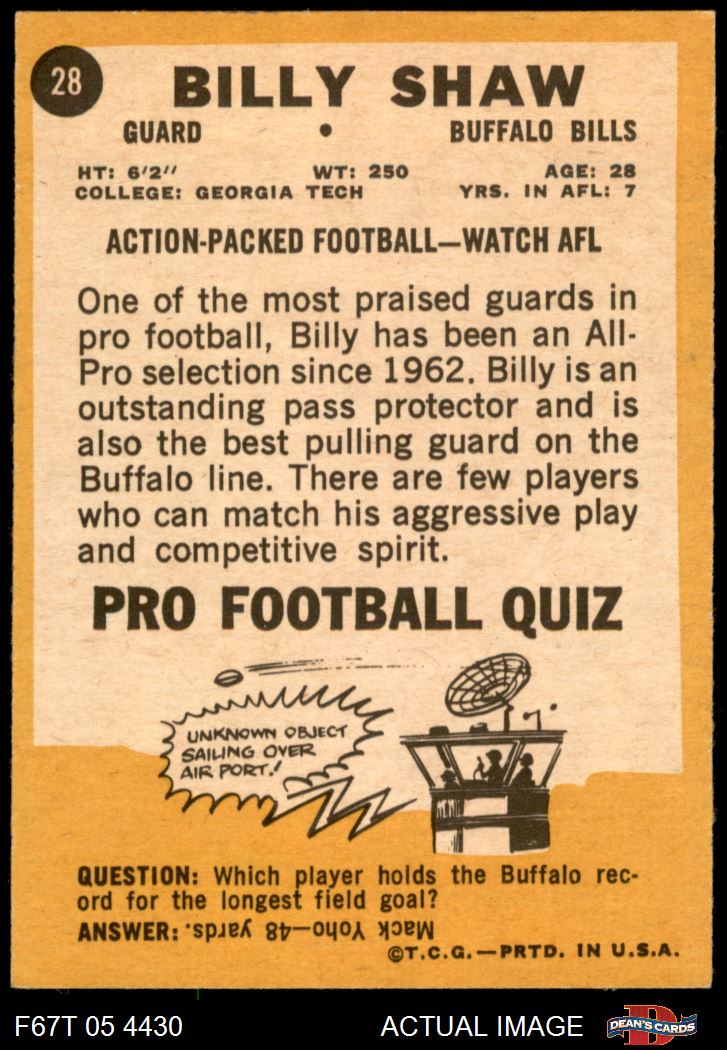 28
BILLY SHAW
GUARD • BUFFALO BILLS
HT: 6'2" WT: 250 AGE: 28
COLLEGE: GEORGIA TECH YRS. IN AFL: 7
ACTION-PACKED FOOTBALL—WATCH AFL
One of the most praised guards in
pro football, Billy has been an All-
Pro selection since 1962. Billy is an
outstanding pass protector and is
also the best pulling guard on the
Buffalo line. There are few players
who can match his aggressive play
and competitive spirit.
PRO FOOTBALL QUIZ
UNKNOWN OBJECT
SAILING OVER
AIR PORT!
QUESTION: Which player holds the Buffalo rec-
ord for the longest field goal?
ANSWER: Mack Yoho—48 yards.
©T.C.G.—PRTD. IN U.S.A.
F67T 05 4430 ACTUAL IMAGE D DEAN'S CARDS